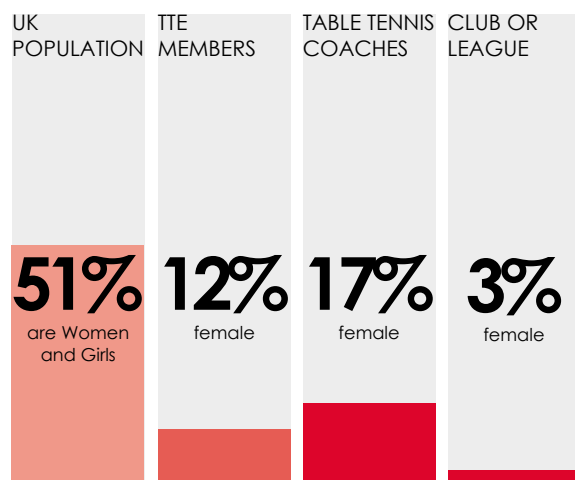 UK
POPULATION
51%
are Women
and Girls
TTE
MEMBERS
12%
female
TABLE TENNIS
COACHES
17%
female
CLUB OR
LEAGUE
3%
female